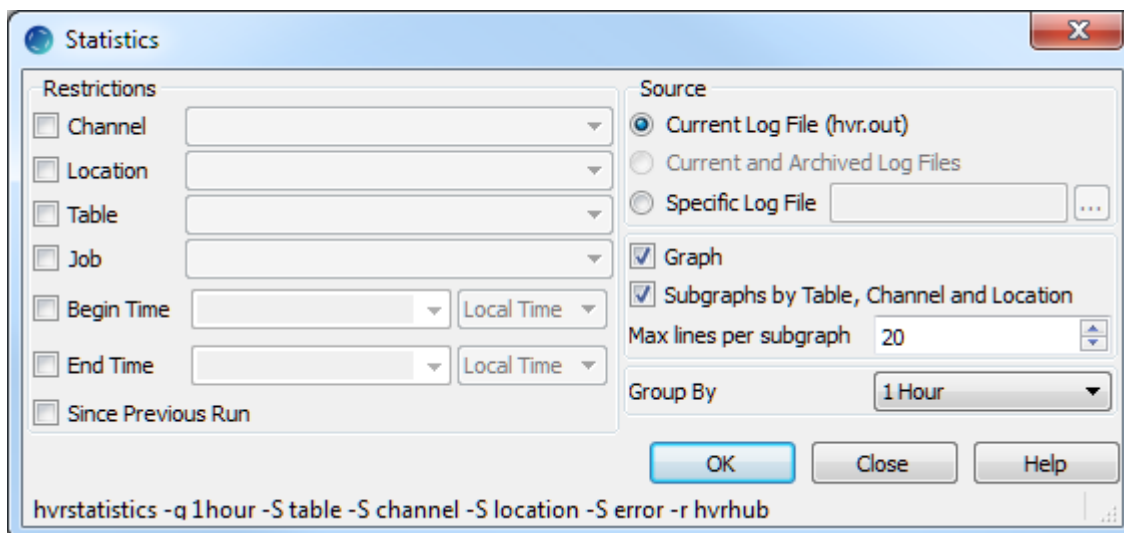 Statistics
Restrictions
Channel
Location
Table
Job
Begin Time Local Time
End Time Local Time
Since Previous Run
Source
Current Log File (hvr.out)
Current and Archived Log Files
Specific Log File ...
Graph
Subgraphs by Table, Channel and Location
Max lines per subgraph 20
Group By 1 Hour
OK Close Help
hvrstatistics -g 1hour -S table -S channel -S location -S error -r hvrhub